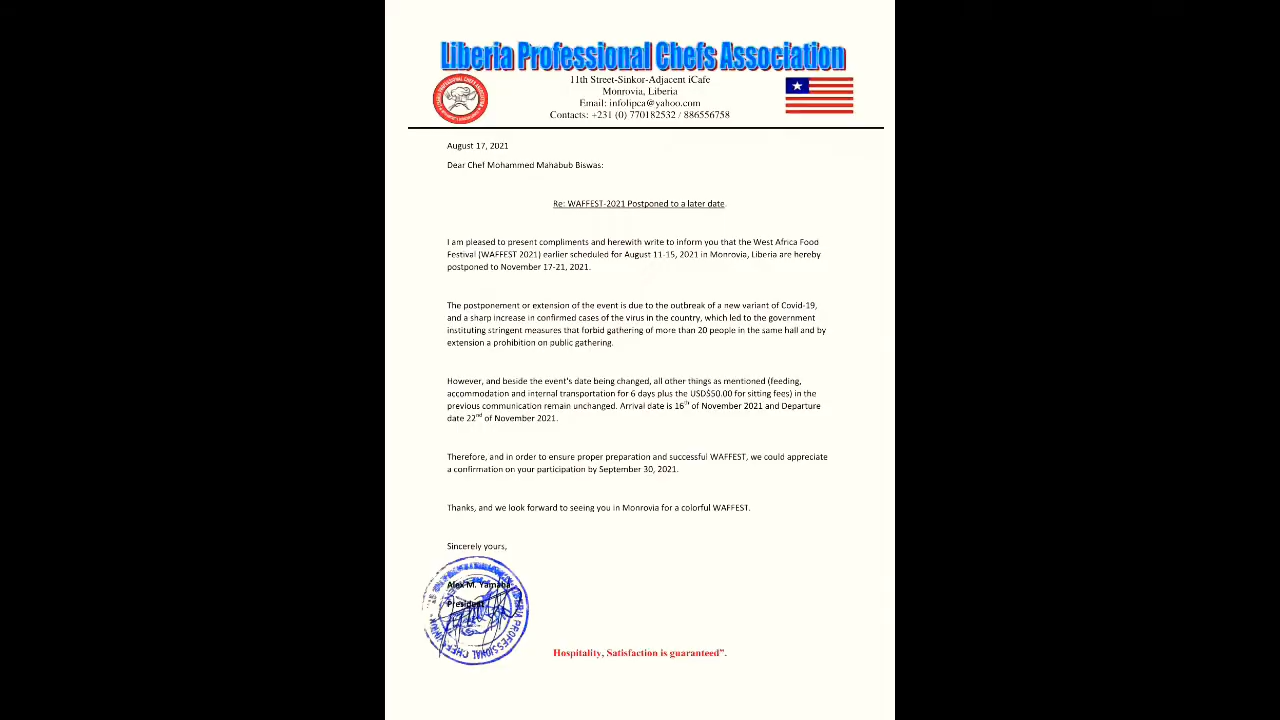 Liberia Professional Chefs Association
11th Street-Sinkor-Adjacent iCafe
Monrovia, Liberia
Email: infolpca@yahoo.com
Contacts: +231 (0) 770182532 / 886556758
August 17, 2021
Dear Chef Mohammed Mahabub Biswas:
Re: WAFFEST-2021 Postponed to a later date
I am pleased to present compliments and herewith write to inform you that the West Africa Food
Festival (WAFFEST 2021) earlier scheduled for August 11-15, 2021 in Monrovia, Liberia are hereby
postponed to November 17-21, 2021.
The postponement or extension of the event is due to the outbreak of a new variant of Covid-19,
and a sharp increase in confirmed cases of the virus in the country, which led to the government
instituting stringent measures that forbid gathering of more than 20 people in the same hall and by
extension a prohibition on public gathering.
However, and beside the event's date being changed, all other things as mentioned (feeding,
accommodation and internal transportation for 6 days plus the USD$50.00 for sitting fees) in the
previous communication remain unchanged. Arrival date is 16th of November 2021 and Departure
date 22nd of November 2021.
Therefore, and in order to ensure proper preparation and successful WAFFEST, we could appreciate
a confirmation on your participation by September 30, 2021.
Thanks, and we look forward to seeing you in Monrovia for a colorful WAFFEST.
Sincerely yours,
Alex M. Yamaha
President
LIBERIA PROFESSIONAL CHEFS
Hospitality, Satisfaction is guaranteed".